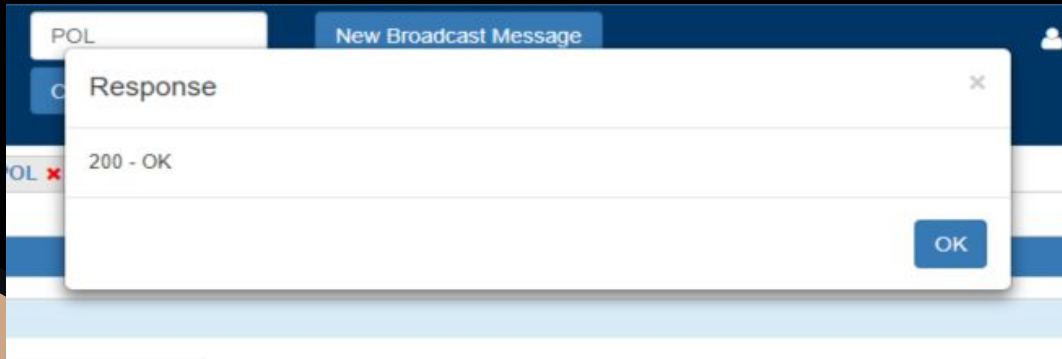 POL
New Broadcast Message
C
Response
×
200 - OK
POL ×
OK